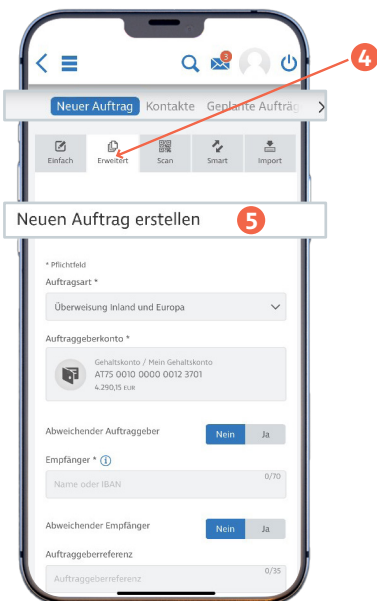 3
4
Neuer Auftrag Kontakte Geplante Aufträg
Einfach Erweitert Scan Smart Import
Neuen Auftrag erstellen 5
* Pflichtfeld
Auftragsart *
Überweisung Inland und Europa
Auftraggeberkonto *
Gehaltskonto / Mein Gehaltskonto
AT75 0010 0000 0012 3701
4.290,15 EUR
Abweichender Auftraggeber Nein Ja
Empfänger * i
0/70
Name oder IBAN
Abweichender Empfänger Nein Ja
Auftraggeberreferenz
0/35
Auftraggeberreferenz